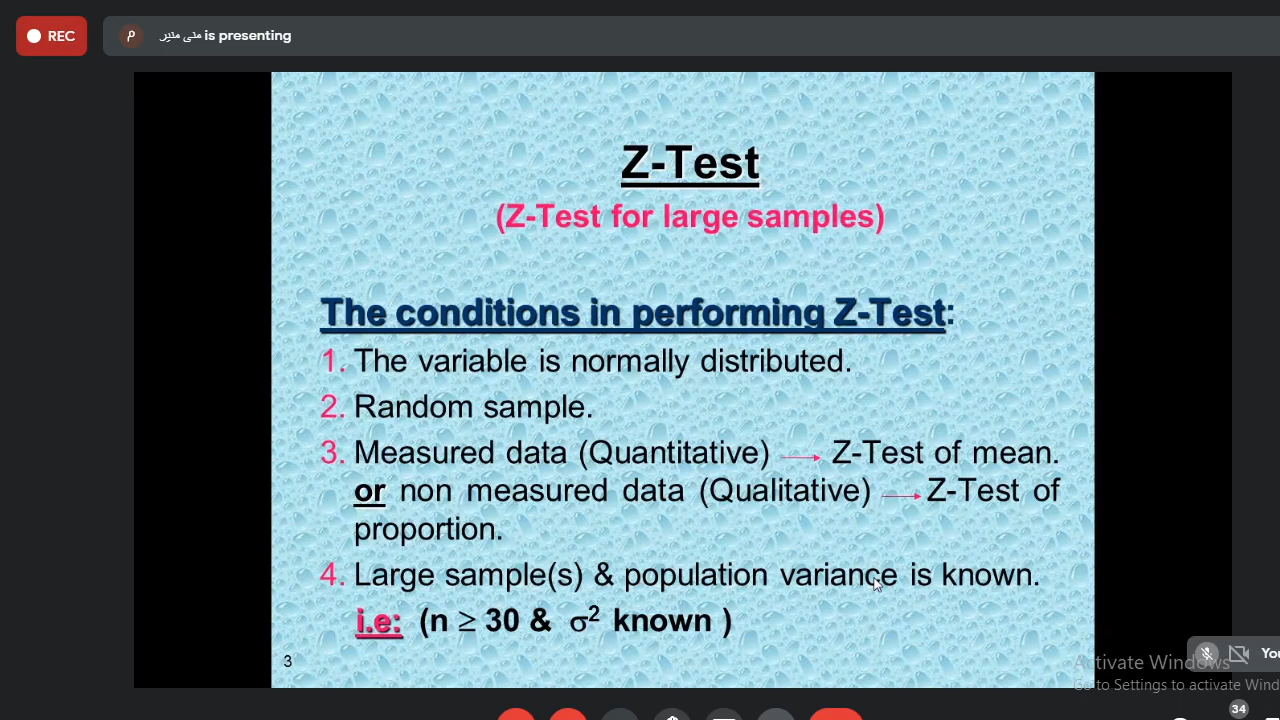 REC
م
منى منير is presenting
Z-Test
(Z-Test for large samples)
The conditions in performing Z-Test:
1. The variable is normally distributed.
2. Random sample.
3. Measured data (Quantitative) → Z-Test of mean.
or non measured data (Qualitative) → Z-Test of
proportion.
4. Large sample(s) & population variance is known.
i.e: (n ≥ 30 & σ² known )
3
You
Activate Windows
Go to Settings to activate Wind
34